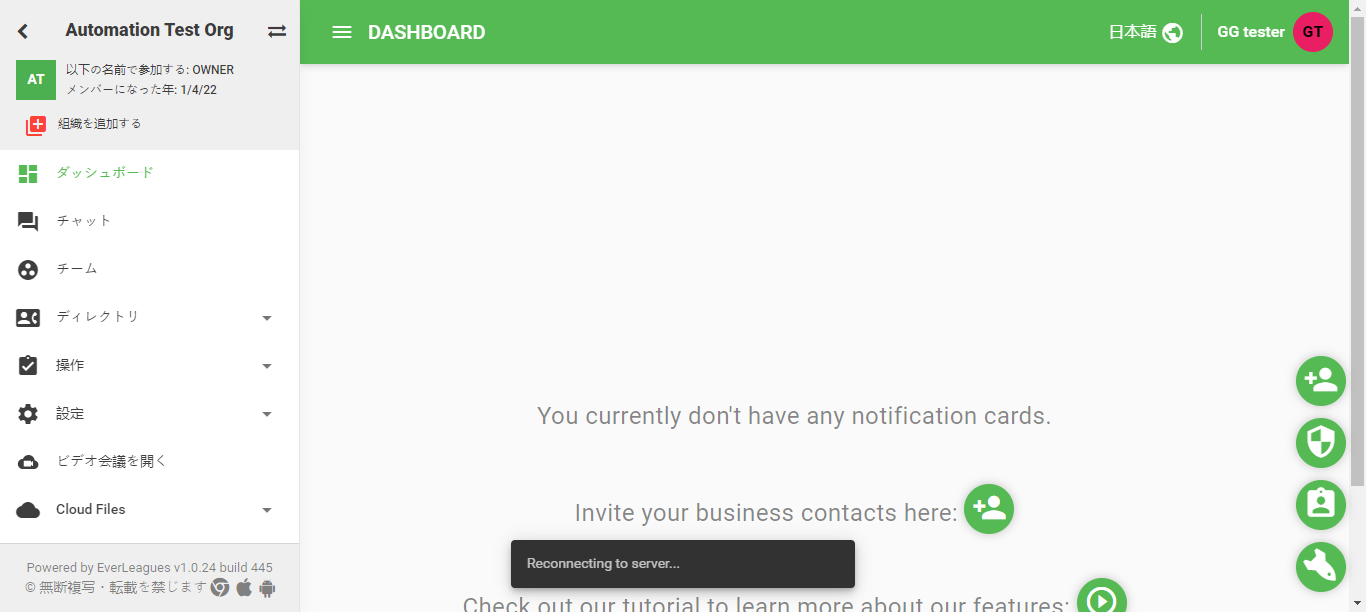 Automation Test Org
AT
以下の名前で参加する: OWNER
メンバーになった年: 1/4/22
組織を追加する
ダッシュボード
チャット
チーム
ディレクトリ
操作
設定
ビデオ会議を開く
Cloud Files
Powered by EverLeagues v1.0.24 build 445
© 無断複写・転載を禁じます
DASHBOARD
日本語
GG tester
GT
You currently don't have any notification cards.
Invite your business contacts here:
Reconnecting to server...
Check out our tutorial to learn more about our features: